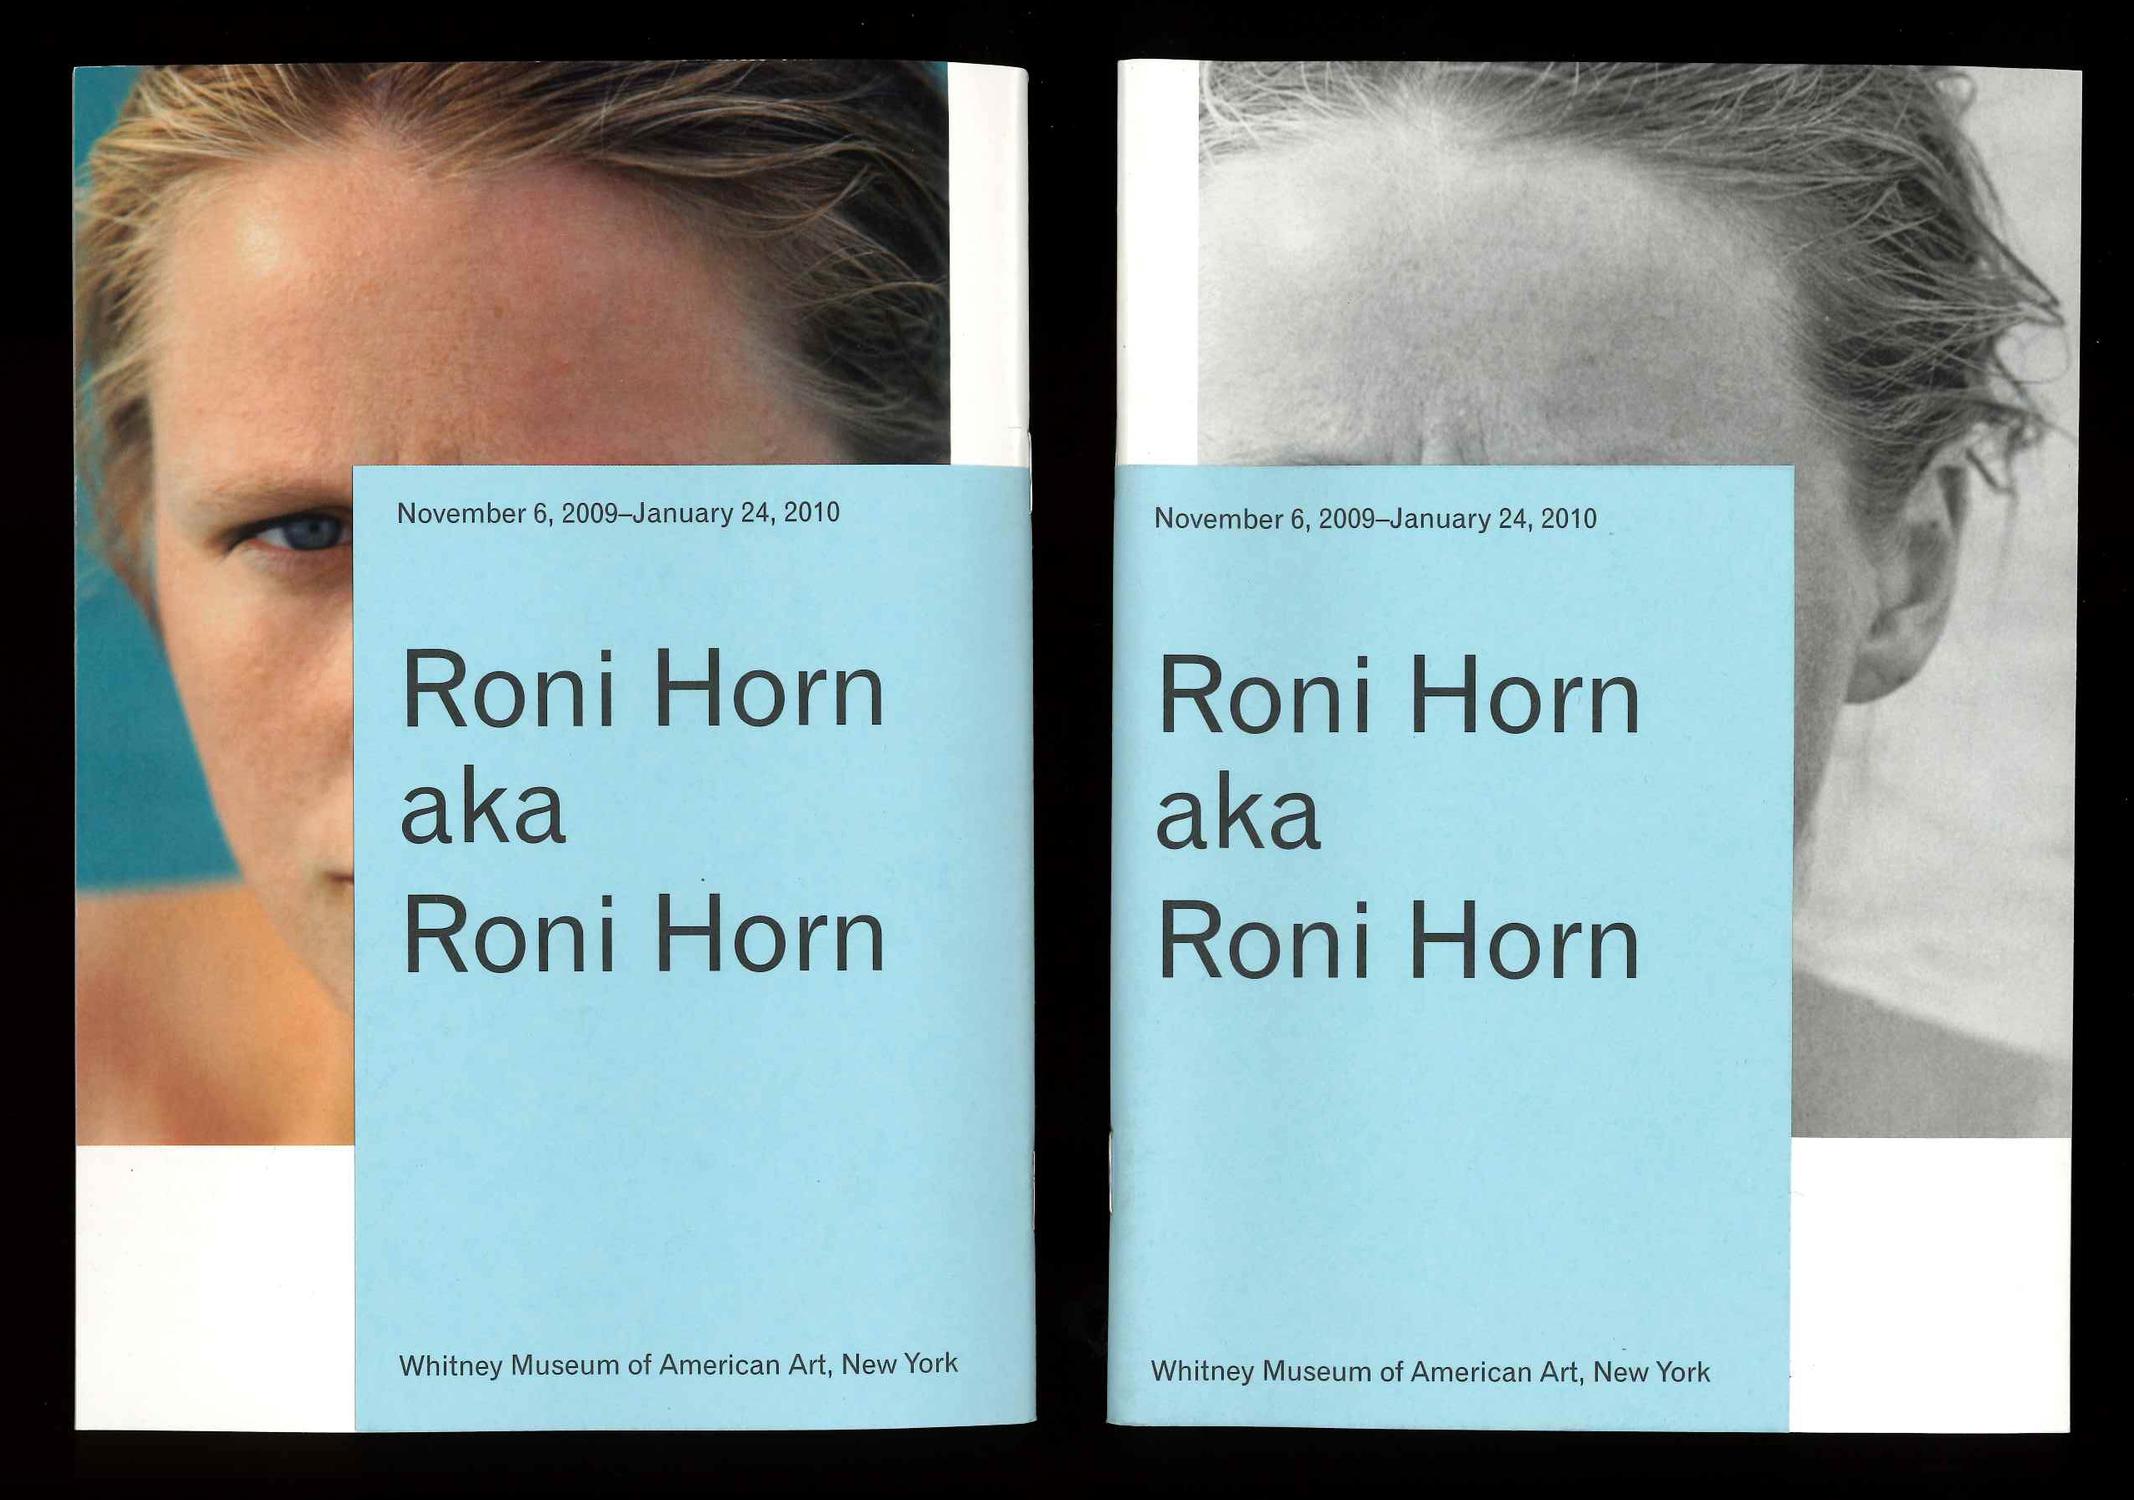 November 6, 2009–January 24, 2010
Roni Horn
aka
Roni Horn
Whitney Museum of American Art, New York
November 6, 2009–January 24, 2010
Roni Horn
aka
Roni Horn
Whitney Museum of American Art, New York